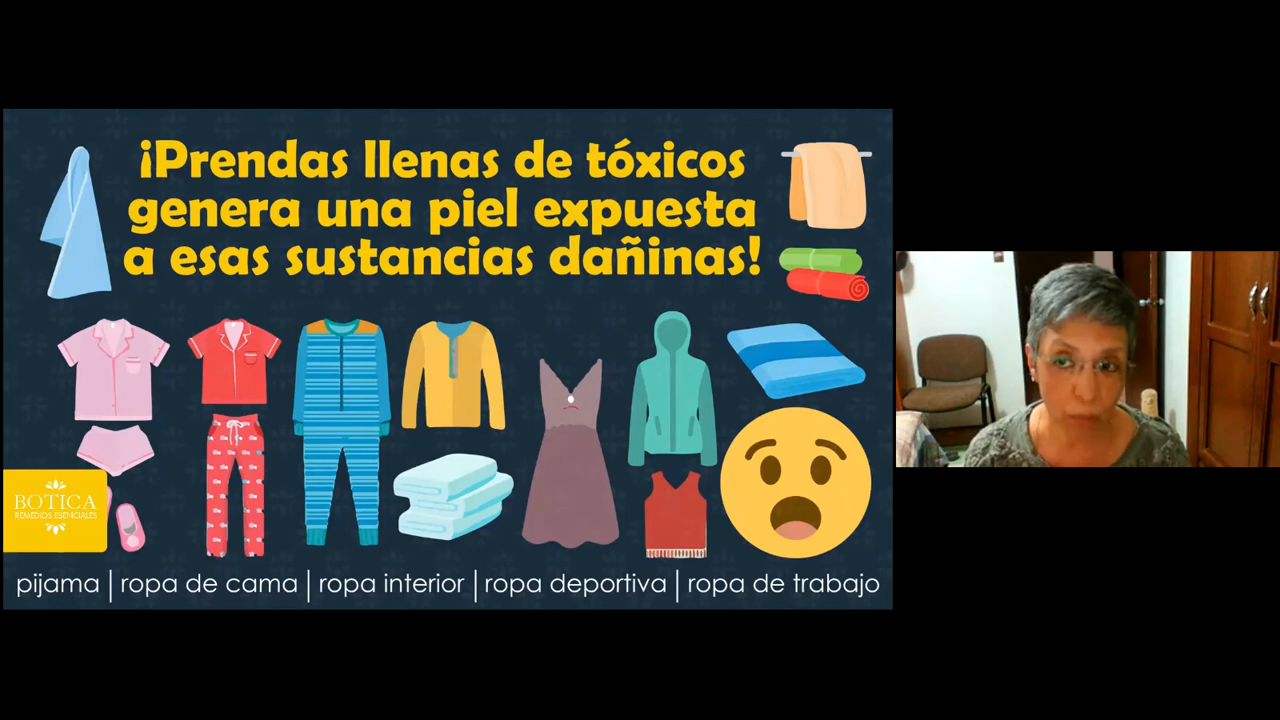 ¡Prendas llenas de tóxicos
genera una piel expuesta
a esas sustancias dañinas!
BOTICA
REMEDIOS ESENCIALES
pijama | ropa de cama | ropa interior | ropa deportiva | ropa de trabajo